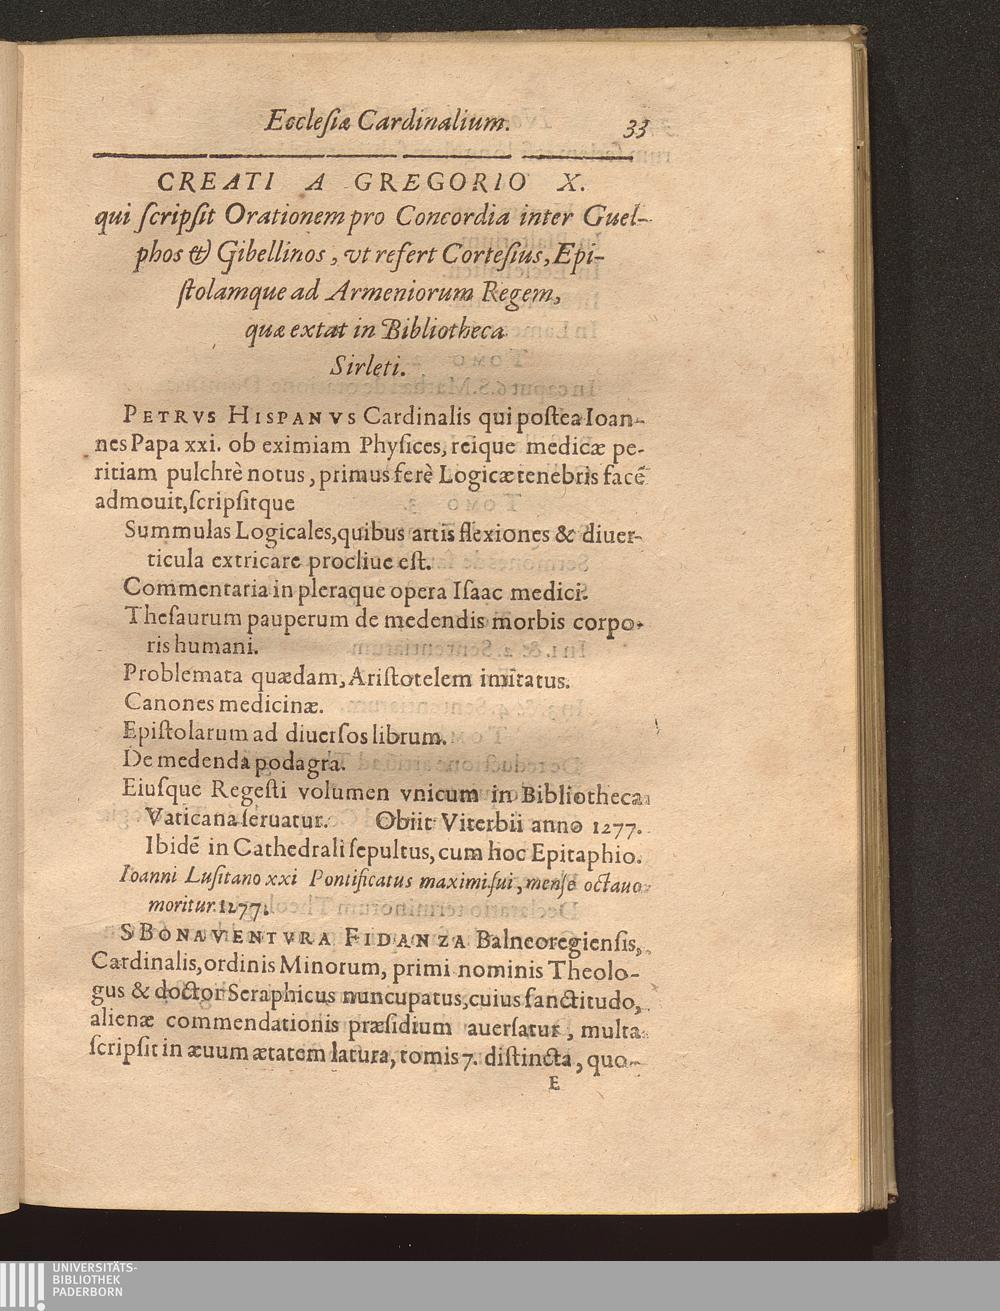 Ecclesiæ Cardinalium. 33
CREATI A GREGORIO X.
qui ſcripſit Orationem pro Concordia inter Guel-
phos & Gibellinos, vt refert Corteſius, Epi-
ſtolamque ad Armeniorum Regem,
quæ extat in Bibliotheca
Sirleti.
PETRVS HISPANVS Cardinalis qui poſtea Ioan-
nes Papa xxi. ob eximiam Phyſices, reique medicæ pe-
ritiam pulchrè notus, primus ferè Logicæ tenebris facẽ
admouit, ſcripſitque
Summulas Logicales, quibus artis flexiones & diuer-
ticula extricare procliue eſt.
Commentaria in pleraque opera Iſaac medici.
Theſaurum pauperum de medendis morbis corpo-
ris humani.
Problemata quædam, Ariſtotelem imitatus.
Canones medicinæ.
Epiſtolarum ad diuerſos librum.
De medenda podagra.
Eiuſque Regeſti volumen vnicum in Bibliotheca
Vaticana ſeruatur. Obiit Viterbii anno 1277.
Ibidẽ in Cathedrali ſepultus, cum hoc Epitaphio.
Ioanni Luſitano xxi Pontificatus maximi ſui, menſe octauo
moritur. 1277.
S BONAVENTVRA FIDANZA Balneoregienſis,
Cardinalis, ordinis Minorum, primi nominis Theolo-
gus & doctor Seraphicus nuncupatus, cuius ſanctitudo,
alienæ commendationis præſidium auerſatur, multa
ſcripſit in æuum ætatem latura, tomis 7. diſtincta, quo-
E
UNIVERSITÄTS-
BIBLIOTHEK
PADERBORN